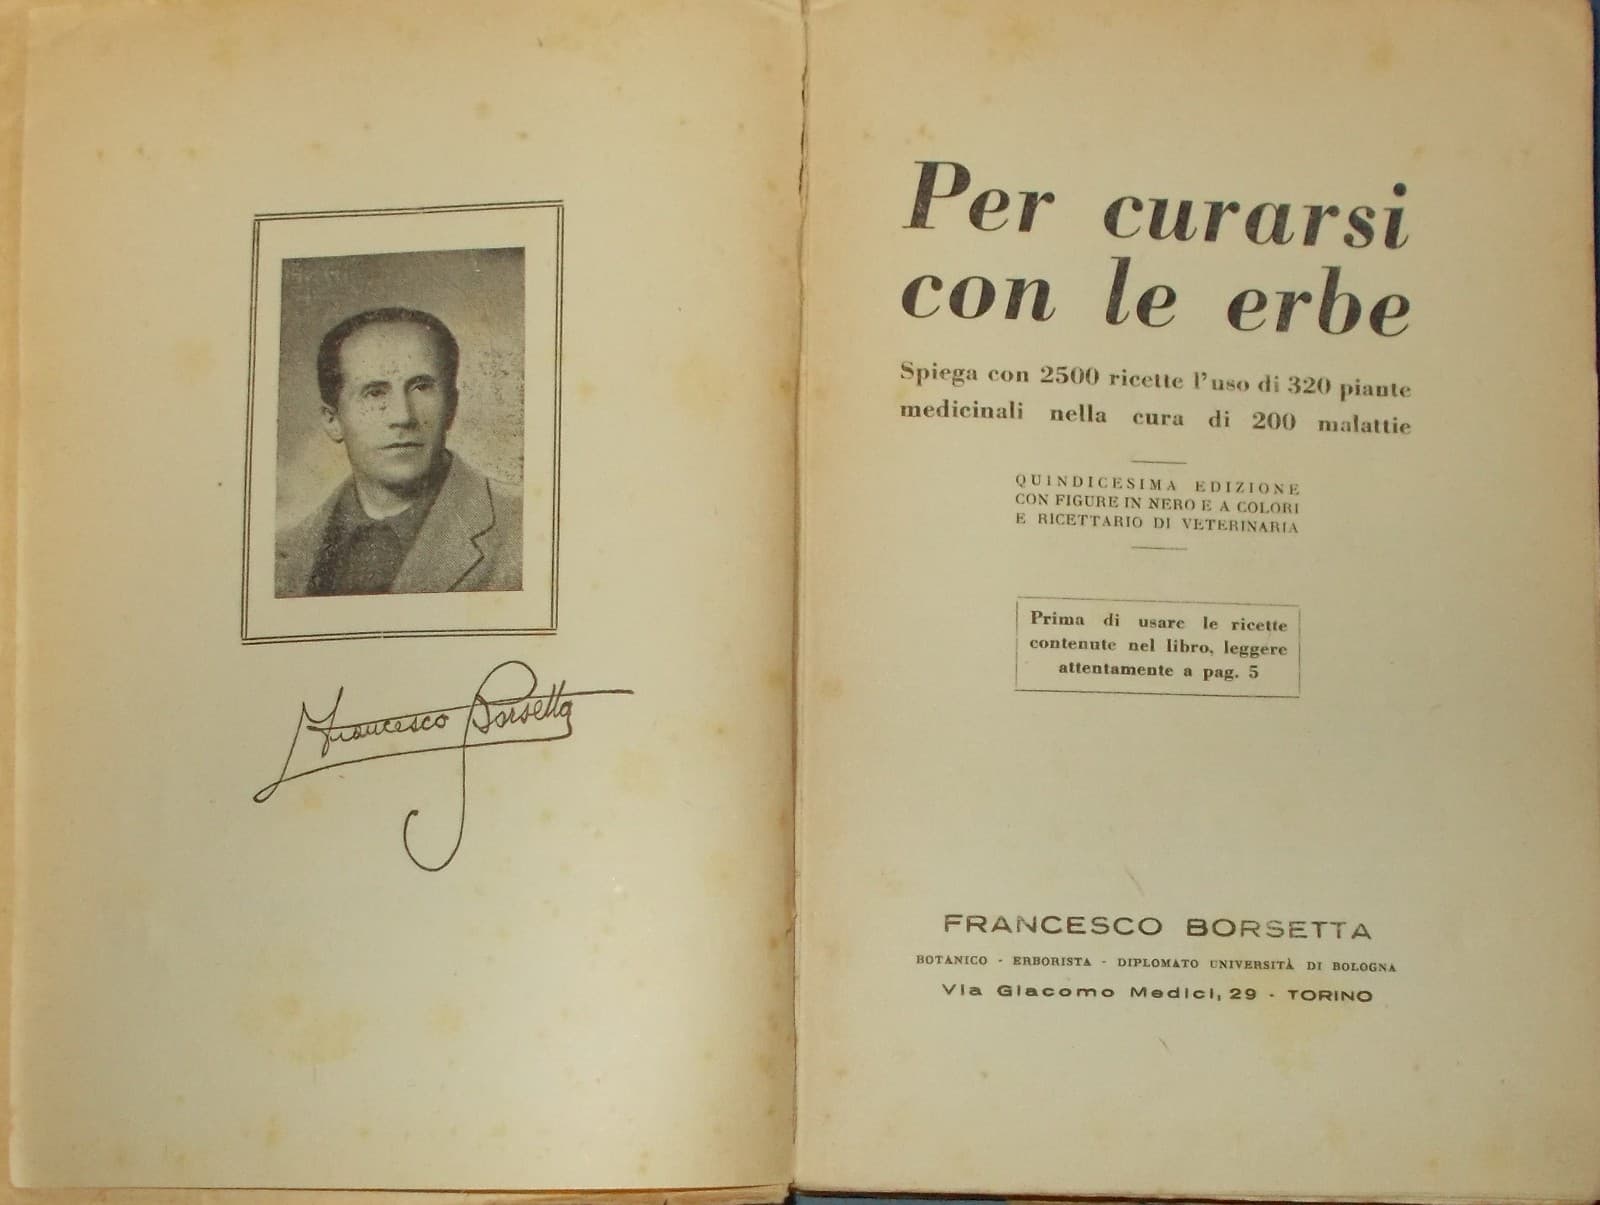 Francesco Borsetta
Per curarsi
con le erbe
Spiega con 2500 ricette l'uso di 320 piante
medicinali nella cura di 200 malattie
QUINDICESIMA EDIZIONE
CON FIGURE IN NERO E A COLORI
E RICETTARIO DI VETERINARIA
Prima di usare le ricette
contenute nel libro, leggere
attentamente a pag. 5
FRANCESCO BORSETTA
BOTANICO - ERBORISTA - DIPLOMATO UNIVERSITÀ DI BOLOGNA
Via Giacomo Medici, 29 - TORINO